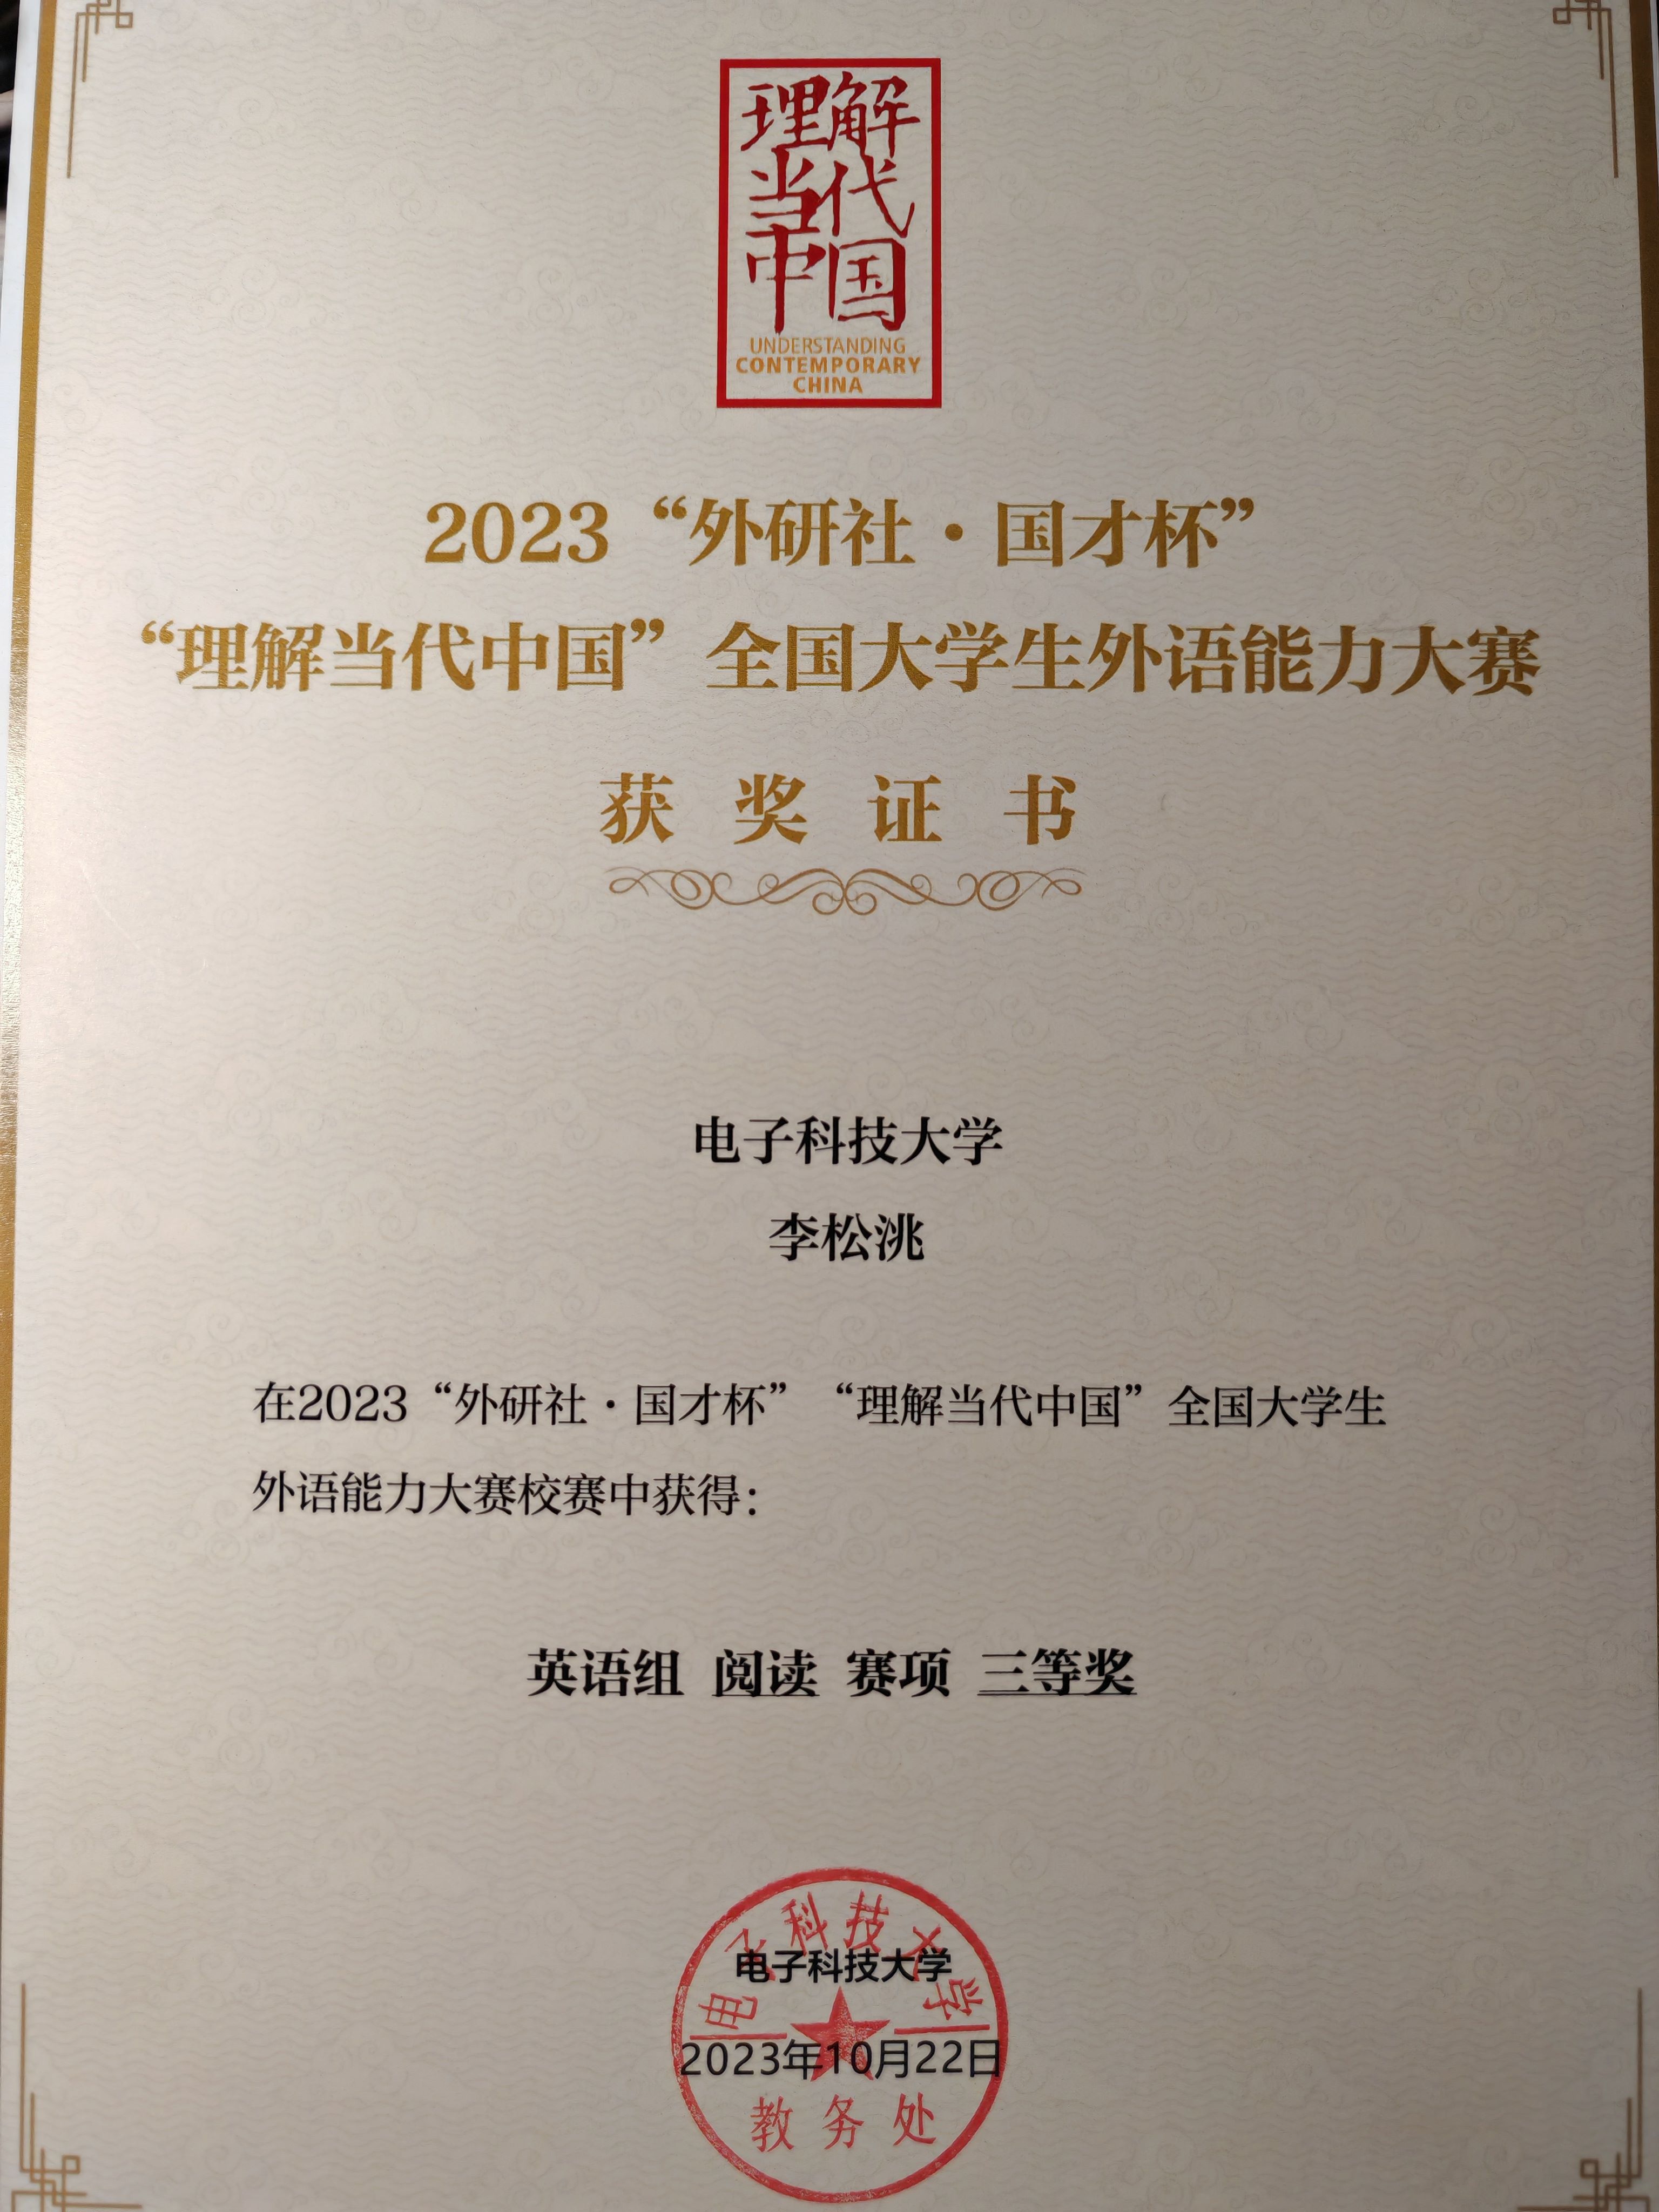 理解
当代
中国
UNDERSTANDING
CONTEMPORARY
CHINA
2023“外研社·国才杯”
“理解当代中国”全国大学生外语能力大赛
获奖证书
电子科技大学
李松洮
在2023“外研社·国才杯”“理解当代中国”全国大学生
外语能力大赛校赛中获得：
英语组 阅读 赛项 三等奖
电子科技大学
电子科技大学
2023年10月22日
教务处